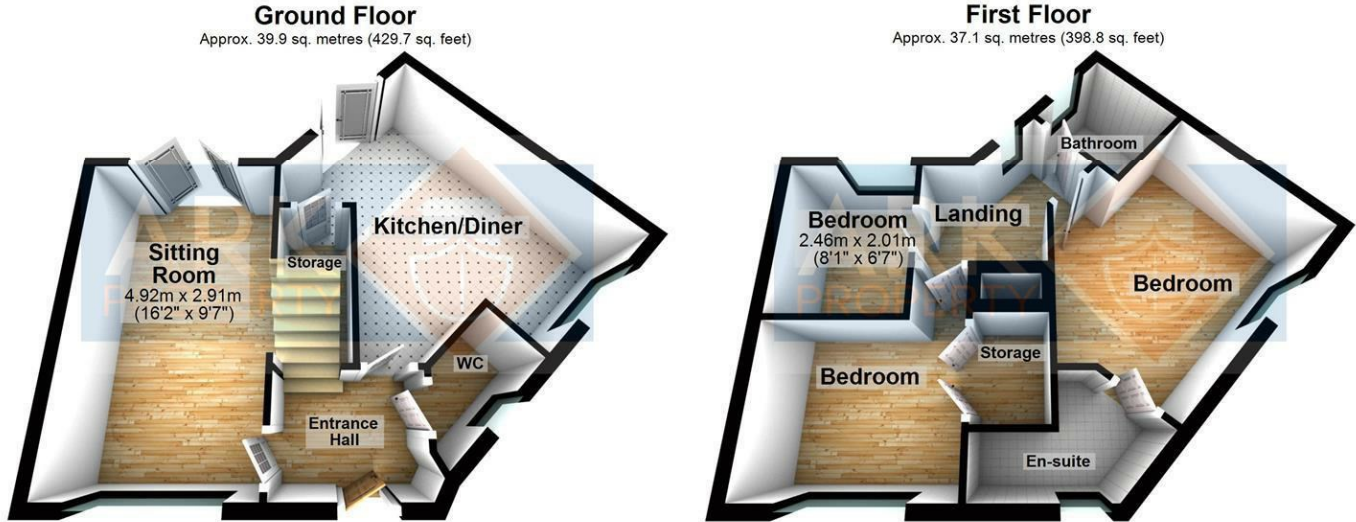 Ground Floor
Approx. 39.9 sq. metres (429.7 sq. feet)
Kitchen/Diner
Sitting
Room
4.92m x 2.91m
(16'2" x 9'7")
Storage
WC
Entrance
Hall
First Floor
Approx. 37.1 sq. metres (398.8 sq. feet)
Bathroom
Bedroom
2.46m x 2.01m
(8'1" x 6'7")
Landing
Bedroom
Storage
Bedroom
En-suite
ARK
PROPERTY